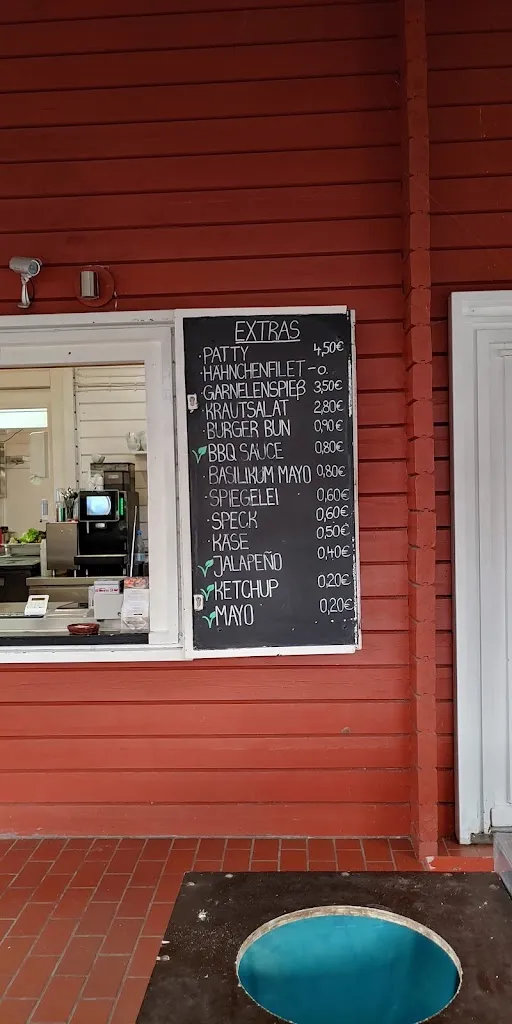 EXTRAS
· PATTY 4,50€
· HÄHNCHENFILET -o.
· GARNELENSPIEß 3,50€
· KRAUTSALAT 2,80€
· BURGER BUN 0,90€
· BBQ SAUCE 0,80€
· BASILIKUM MAYO 0,80€
· SPIEGELEI 0,60€
· SPECK 0,60€
· KÄSE 0,50€
· JALAPEÑO 0,40€
· KETCHUP 0,20€
· MAYO 0,20€